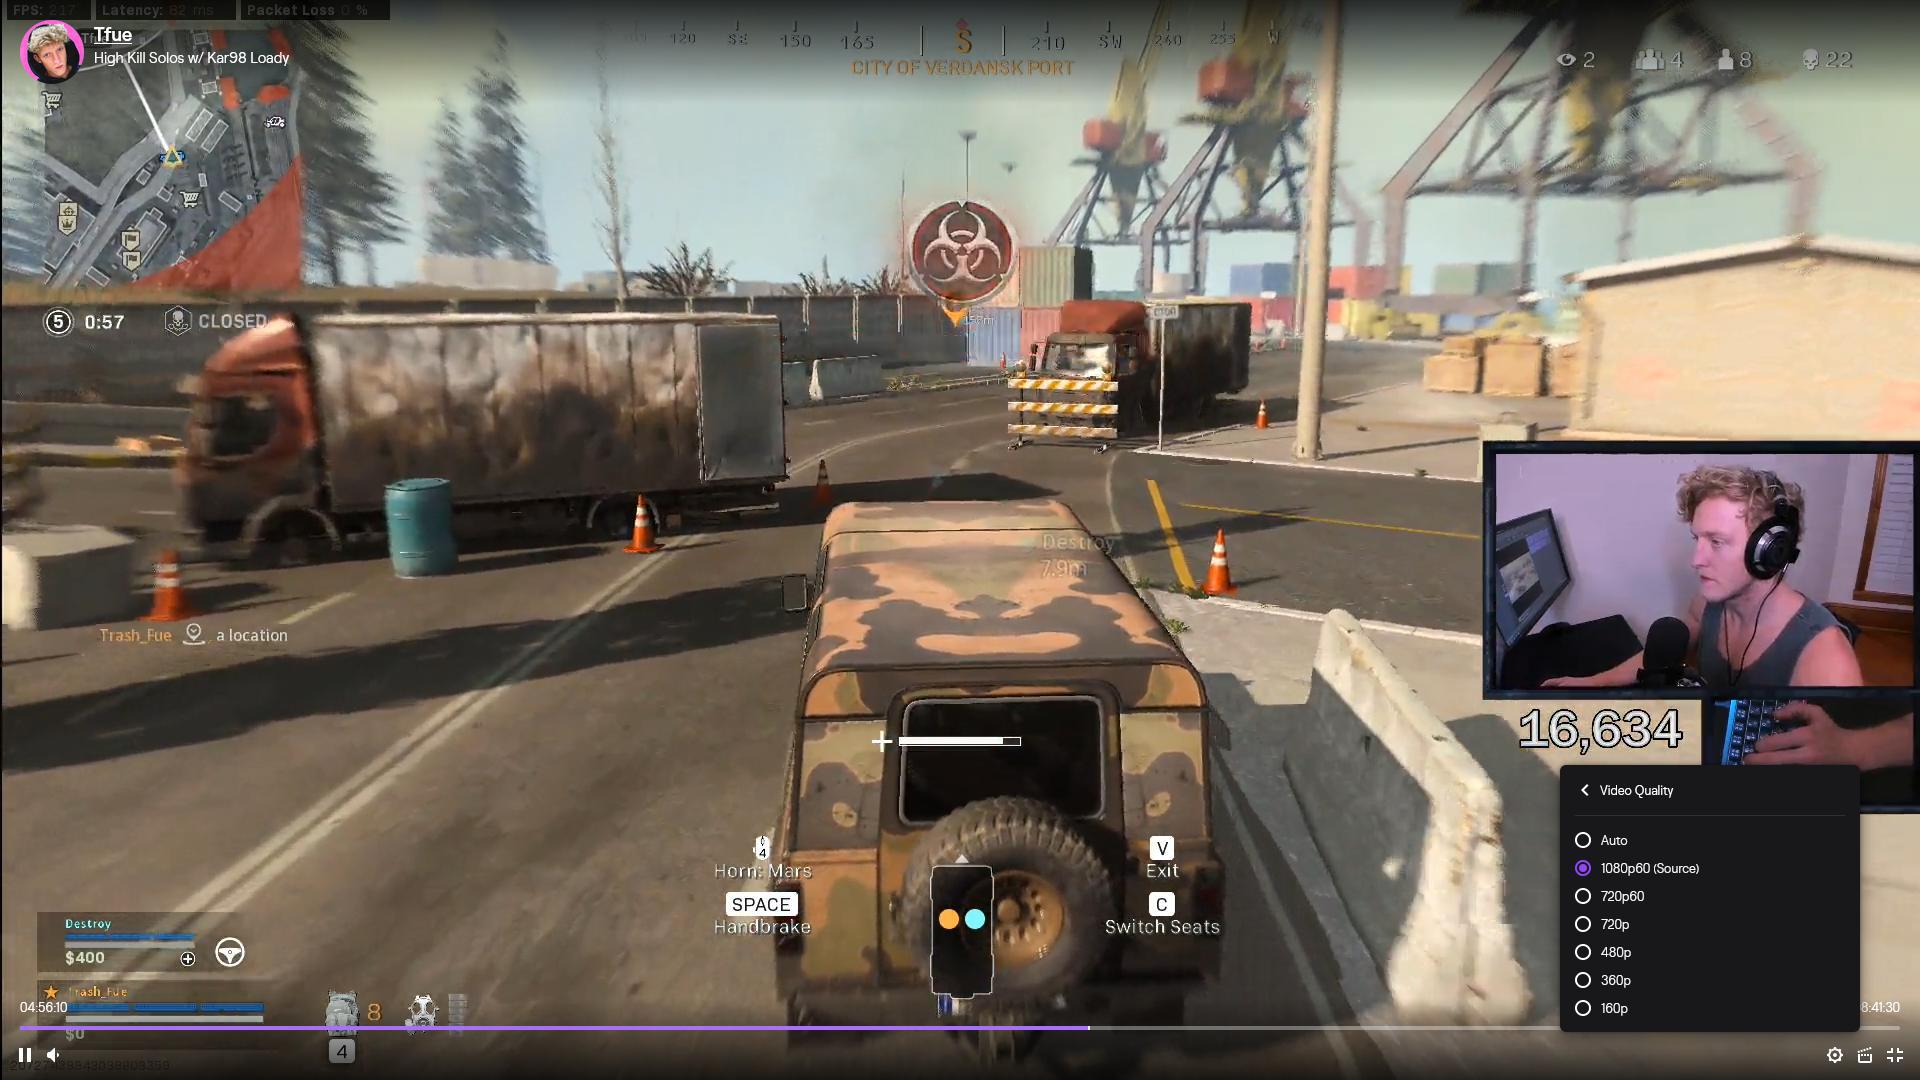 FPS: 217 Latency: 82 ms Packet Loss 0 %
Tfue
High Kill Solos w/ Kar98 Loady
120 SE 150 165 S 210 SW 240 255 W
CITY OF VERDANSK PORT
2 4 8 22
5 0:57 CLOSED
Destroy
7.9m
Trash_Fue a location
16,634
Video Quality
Auto
1080p60 (Source)
720p60
720p
480p
360p
160p
4
Horn: Mars
SPACE
Handbrake
V
Exit
C
Switch Seats
Destroy
$400
Trash_Fue
$0
8
4
04:56:10
8:41:30